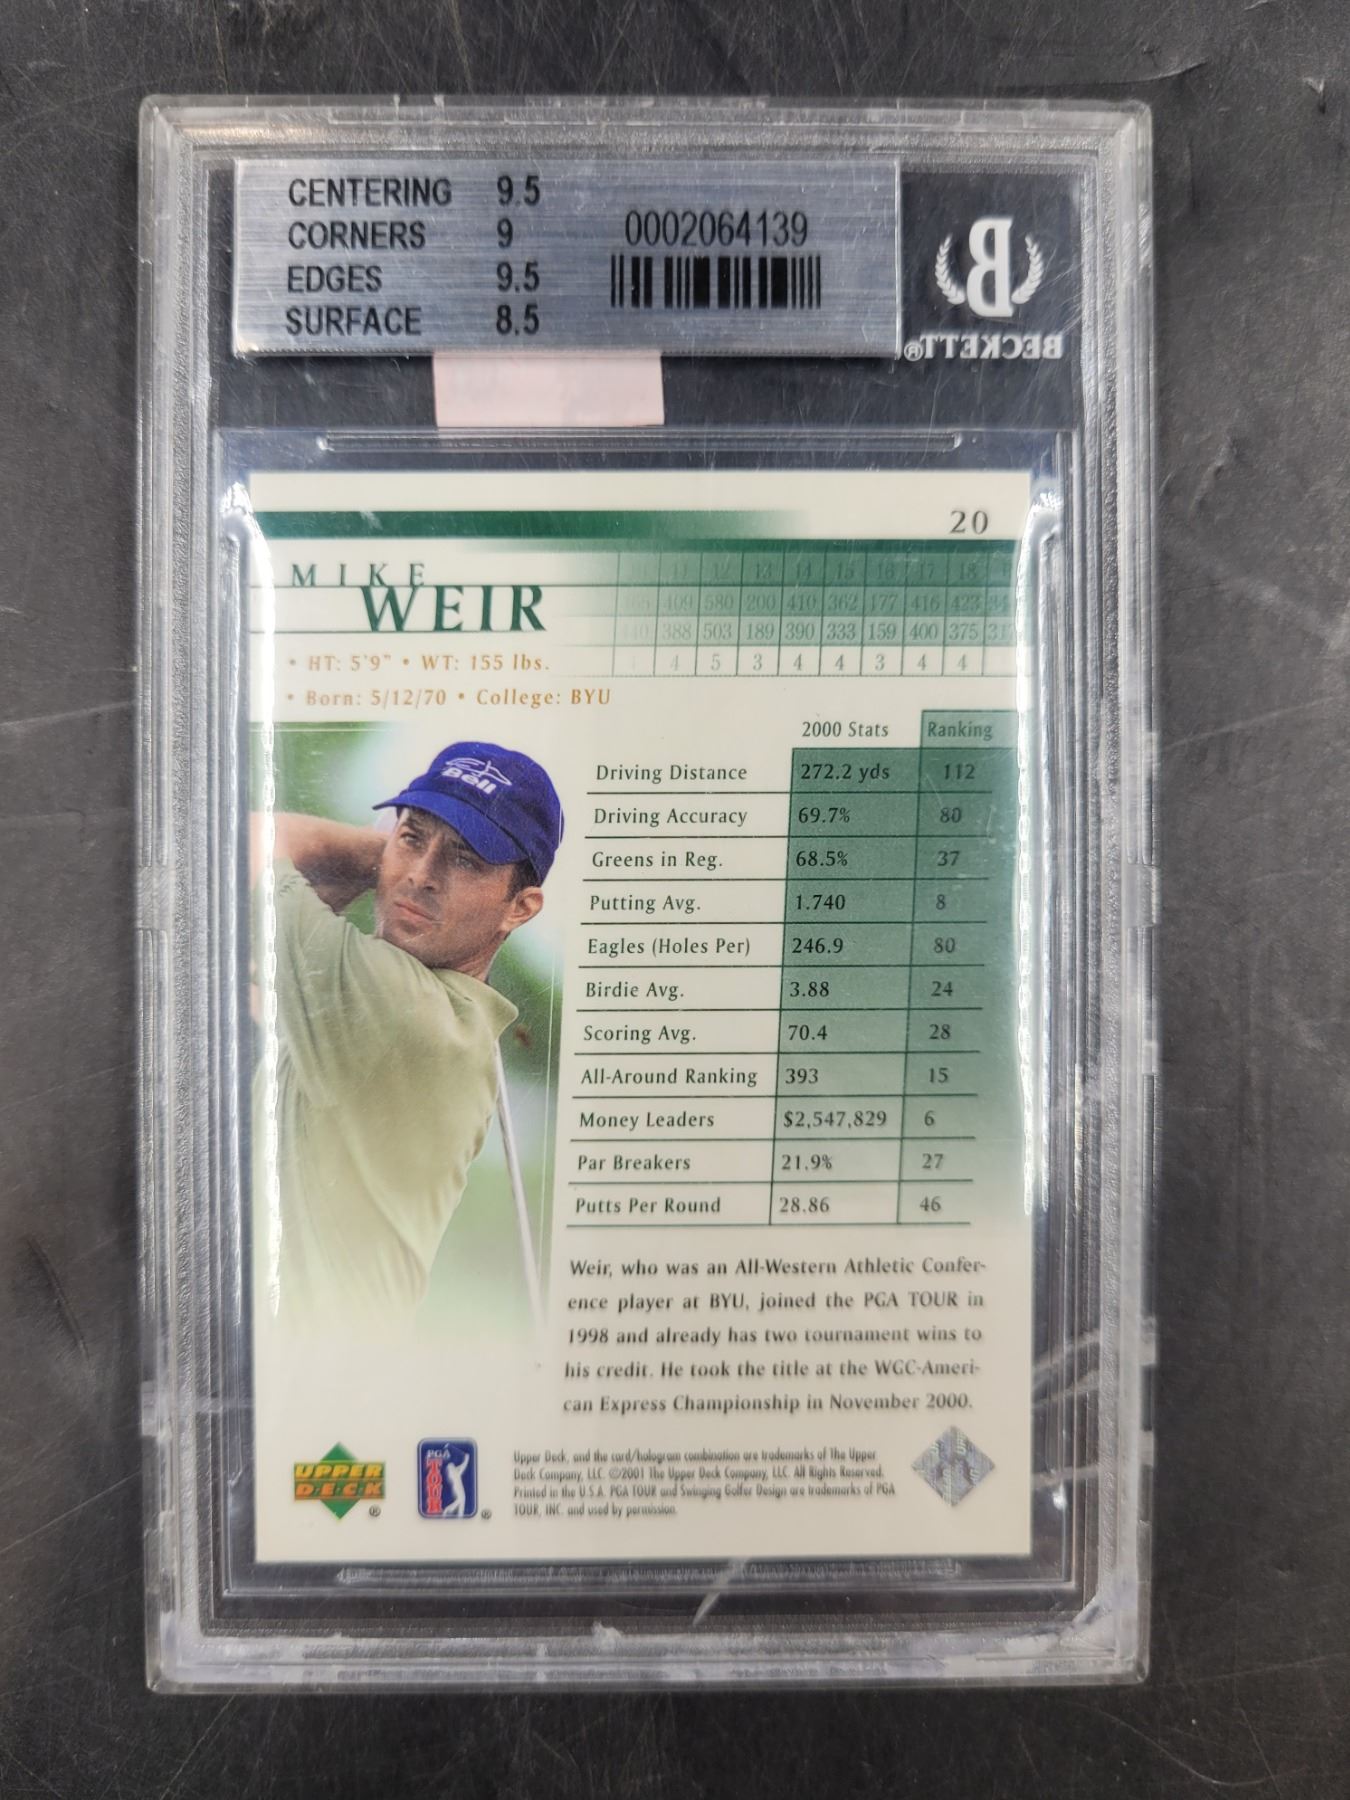 CENTERING 9.5
CORNERS 9
EDGES 9.5
SURFACE 8.5
0002064139
B
BECKETT®
20
MIKE
WEIR
11 12 13 14 15 16 17 18
409 580 200 410 362 177 416 423
388 503 189 390 333 159 400 375
4 5 3 4 4 3 4 4
• HT: 5'9" • WT: 155 lbs.
• Born: 5/12/70 • College: BYU
2000 Stats Ranking
Driving Distance 272.2 yds 112
Driving Accuracy 69.7% 80
Greens in Reg. 68.5% 37
Putting Avg. 1.740 8
Eagles (Holes Per) 246.9 80
Birdie Avg. 3.88 24
Scoring Avg. 70.4 28
All-Around Ranking 393 15
Money Leaders $2,547,829 6
Par Breakers 21.9% 27
Putts Per Round 28.86 46
Bell
Weir, who was an All-Western Athletic Confer-
ence player at BYU, joined the PGA TOUR in
1998 and already has two tournament wins to
his credit. He took the title at the WGC-Ameri-
can Express Championship in November 2000.
UPPER
DECK
®
PGA
TOUR
®
Upper Deck, and the card/hologram combination are trademarks of The Upper
Deck Company, LLC. ©2001 The Upper Deck Company, LLC. All Rights Reserved.
Printed in the U.S.A. PGA TOUR and Swinging Golfer Design are trademarks of PGA
TOUR, INC. and used by permission.